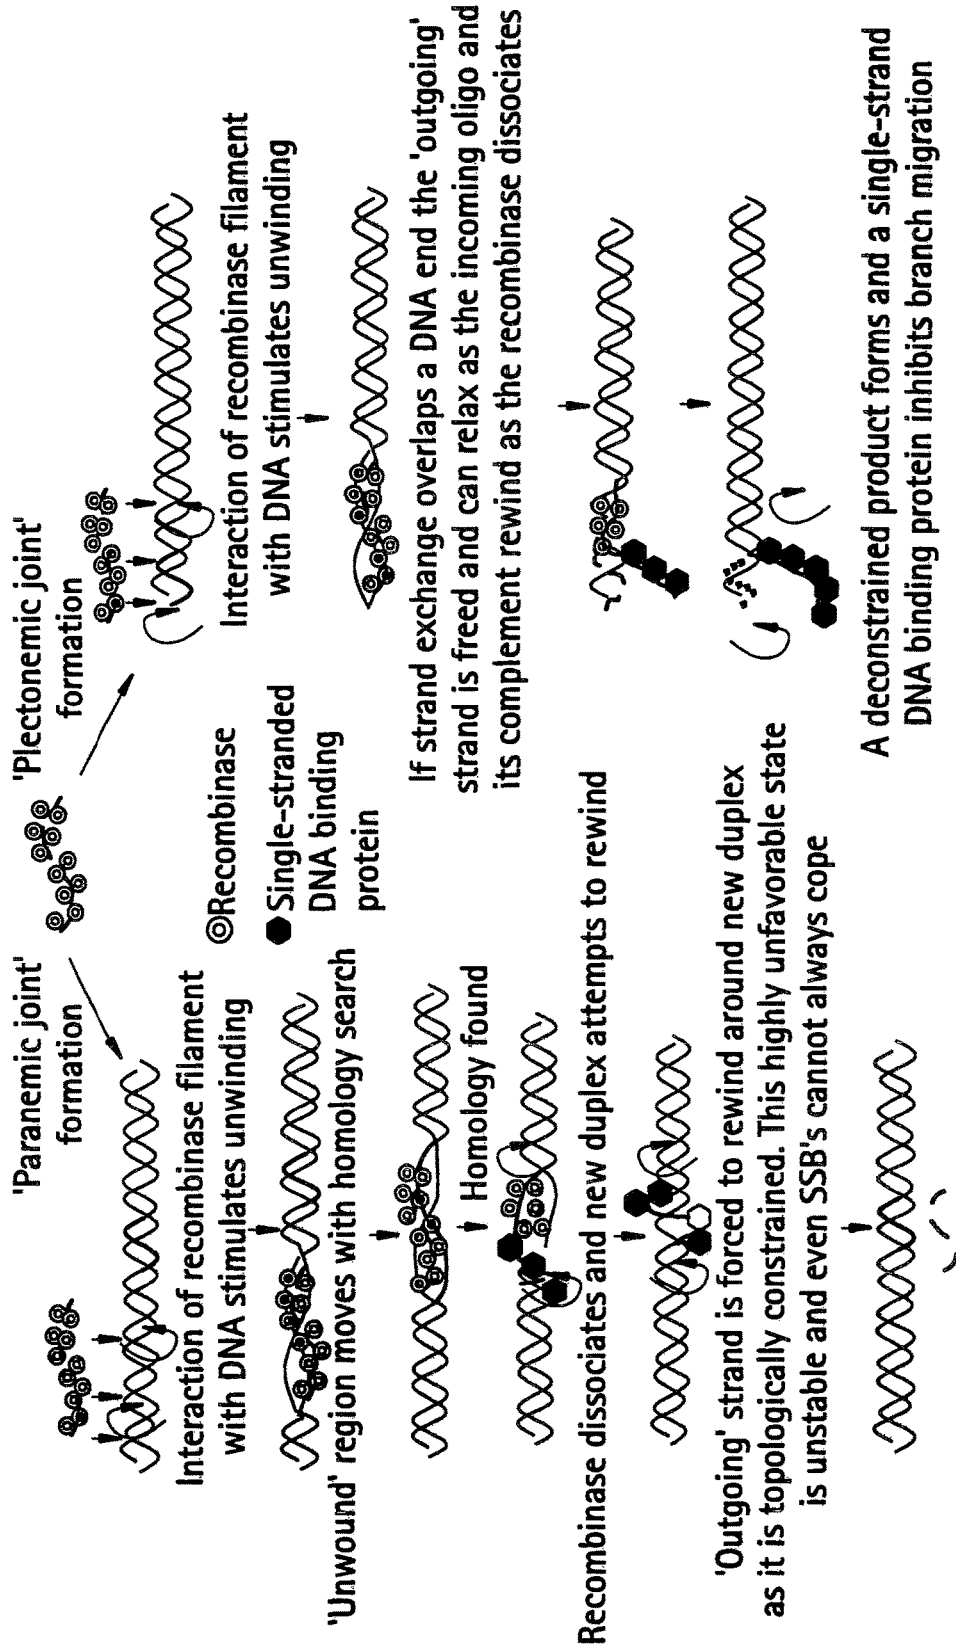 'Paranemic joint'
formation
Interaction of recombinase filament
with DNA stimulates unwinding
'Unwound' region moves with homology search
Homology found
Recombinase dissociates and new duplex attempts to rewind
'Outgoing' strand is forced to rewind around new duplex
as it is topologically constrained. This highly unfavorable state
is unstable and even SSB's cannot always cope
Recombinase
Single-stranded
DNA binding
protein
'Plectonemic joint'
formation
Interaction of recombinase filament
with DNA stimulates unwinding
If strand exchange overlaps a DNA end the 'outgoing'
strand is freed and can relax as the incoming oligo and
its complement rewind as the recombinase dissociates
A deconstrained product forms and a single-strand
DNA binding protein inhibits branch migration